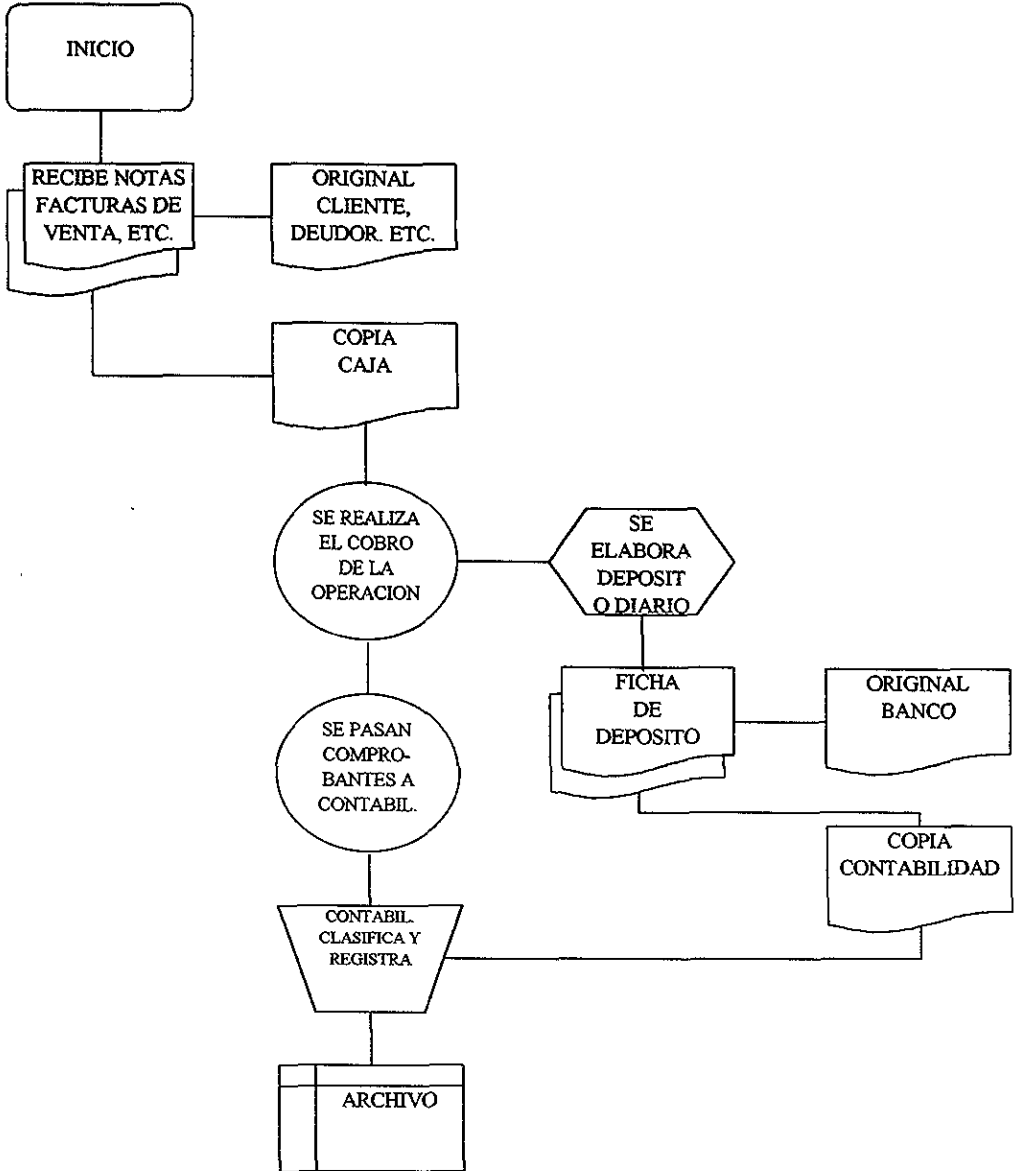 INICIO
RECIBE NOTAS
FACTURAS DE
VENTA, ETC.
ORIGINAL
CLIENTE,
DEUDOR. ETC.
COPIA
CAJA
SE REALIZA
EL COBRO
DE LA
OPERACION
SE
ELABORA
DEPOSIT
O DIARIO
FICHA
DE
DEPOSITO
ORIGINAL
BANCO
SE PASAN
COMPRO-
BANTES A
CONTABIL.
COPIA
CONTABILIDAD
CONTABIL.
CLASIFICA Y
REGISTRA
ARCHIVO